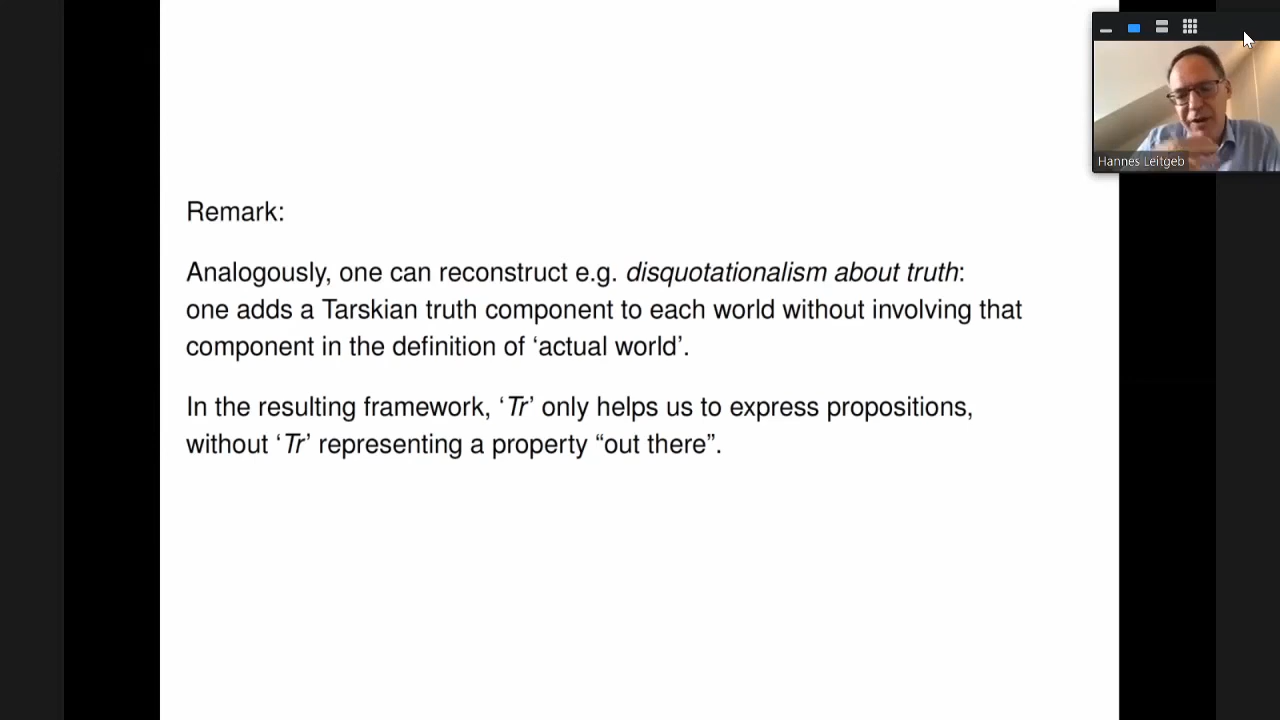 Hannes Leitgeb
Remark:
Analogously, one can reconstruct e.g. disquotationalism about truth:
one adds a Tarskian truth component to each world without involving that
component in the definition of ‘actual world’.
In the resulting framework, ‘Tr’ only helps us to express propositions,
without ‘Tr’ representing a property “out there”.